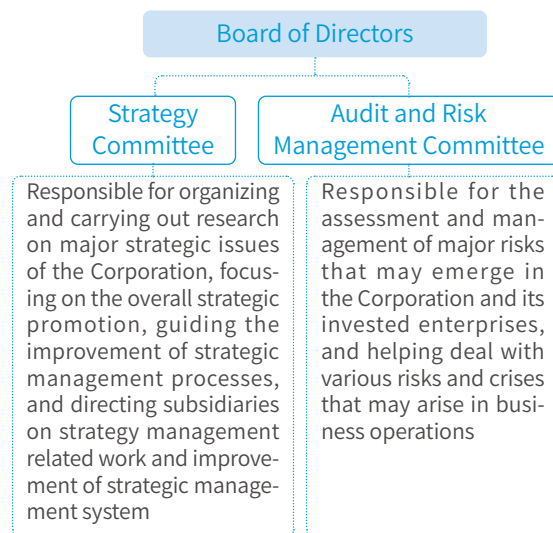 Board of Directors
Strategy
Committee
Audit and Risk
Management Committee
Responsible for organizing
and carrying out research
on major strategic issues
of the Corporation, focus-
ing on the overall strategic
promotion, guiding the
improvement of strategic
management processes,
and directing subsidiaries
on strategy management
related work and improve-
ment of strategic manage-
ment system
Responsible for the
assessment and man-
agement of major risks
that may emerge in
the Corporation and its
invested enterprises,
and helping deal with
various risks and crises
that may arise in busi-
ness operations